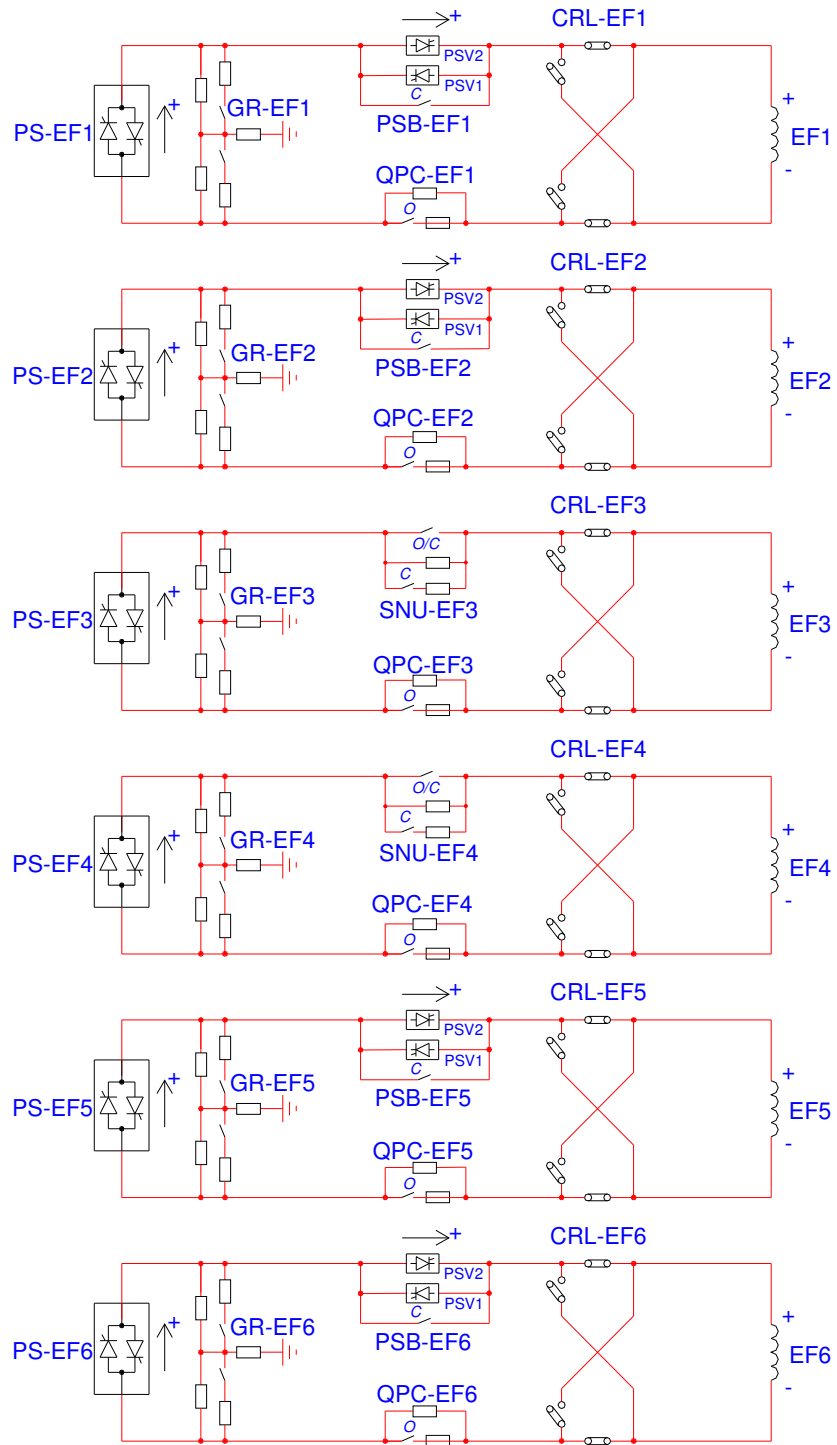 CRL-EF1
+
PSV2
+
+
GR-EF1
PSV1
C
PS-EF1
PSB-EF1
EF1
QPC-EF1
-
O
CRL-EF2
+
PSV2
+
+
GR-EF2
PSV1
C
PS-EF2
PSB-EF2
EF2
QPC-EF2
-
O
CRL-EF3
O/C
+
+
GR-EF3
C
PS-EF3
SNU-EF3
EF3
QPC-EF3
-
O
CRL-EF4
O/C
+
+
GR-EF4
C
PS-EF4
SNU-EF4
EF4
QPC-EF4
-
O
CRL-EF5
+
PSV2
+
+
GR-EF5
PSV1
C
PS-EF5
PSB-EF5
EF5
QPC-EF5
-
O
CRL-EF6
+
PSV2
+
+
GR-EF6
PSV1
C
PS-EF6
PSB-EF6
EF6
QPC-EF6
-
O